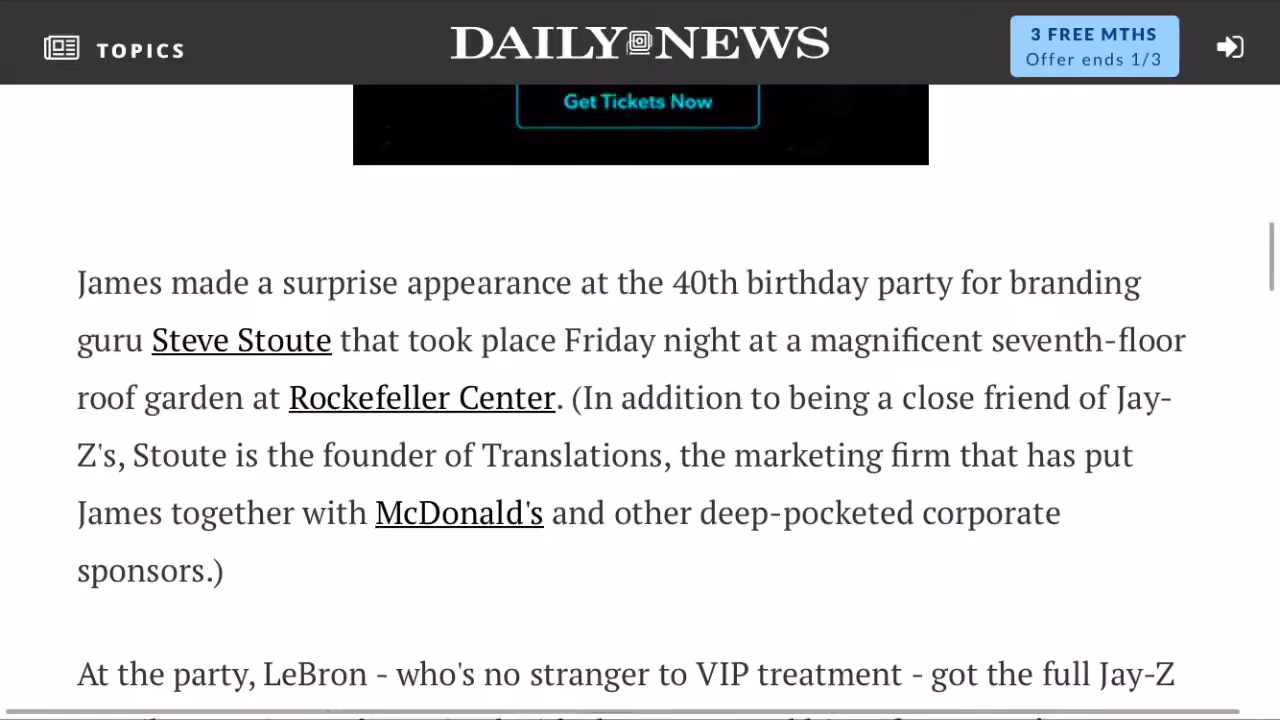 TOPICS
DAILY NEWS
3 FREE MTHS
Offer ends 1/3
Get Tickets Now
James made a surprise appearance at the 40th birthday party for branding
guru Steve Stoute that took place Friday night at a magnificent seventh-floor
roof garden at Rockefeller Center. (In addition to being a close friend of Jay-
Z's, Stoute is the founder of Translations, the marketing firm that has put
James together with McDonald's and other deep-pocketed corporate
sponsors.)
At the party, LeBron - who's no stranger to VIP treatment - got the full Jay-Z